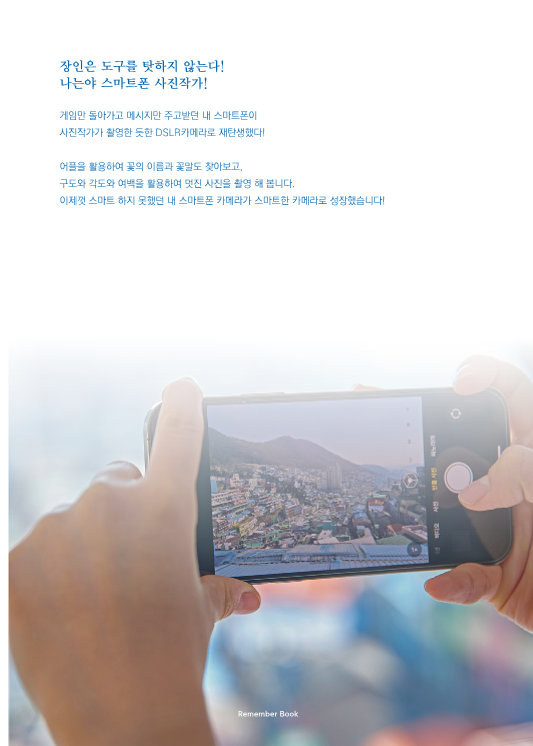 장인은 도구를 탓하지 않는다!
나는야 스마트폰 사진작가!
게임만 돌아가고 메시지만 주고받던 내 스마트폰이
사진작가가 촬영한 듯한 DSLR카메라로 재탄생했다!
어플을 활용하여 꽃의 이름과 꽃말도 찾아보고,
구도와 각도와 여백을 활용하여 멋진 사진을 촬영 해 봅니다.
이제껏 스마트 하지 못했던 내 스마트폰 카메라가 스마트한 카메라로 성장했습니다!
사진
비디오
Remember Book